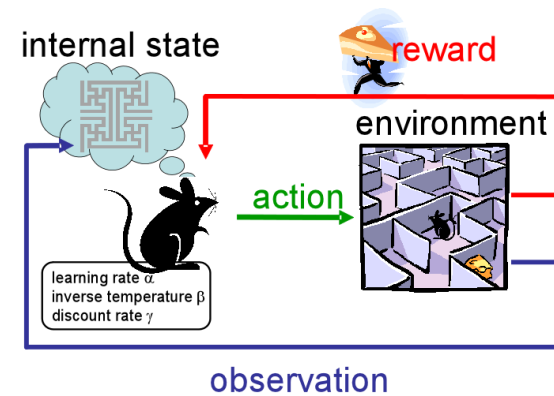 internal state
reward
environment
action
learning rate α
inverse temperature β
discount rate γ
observation